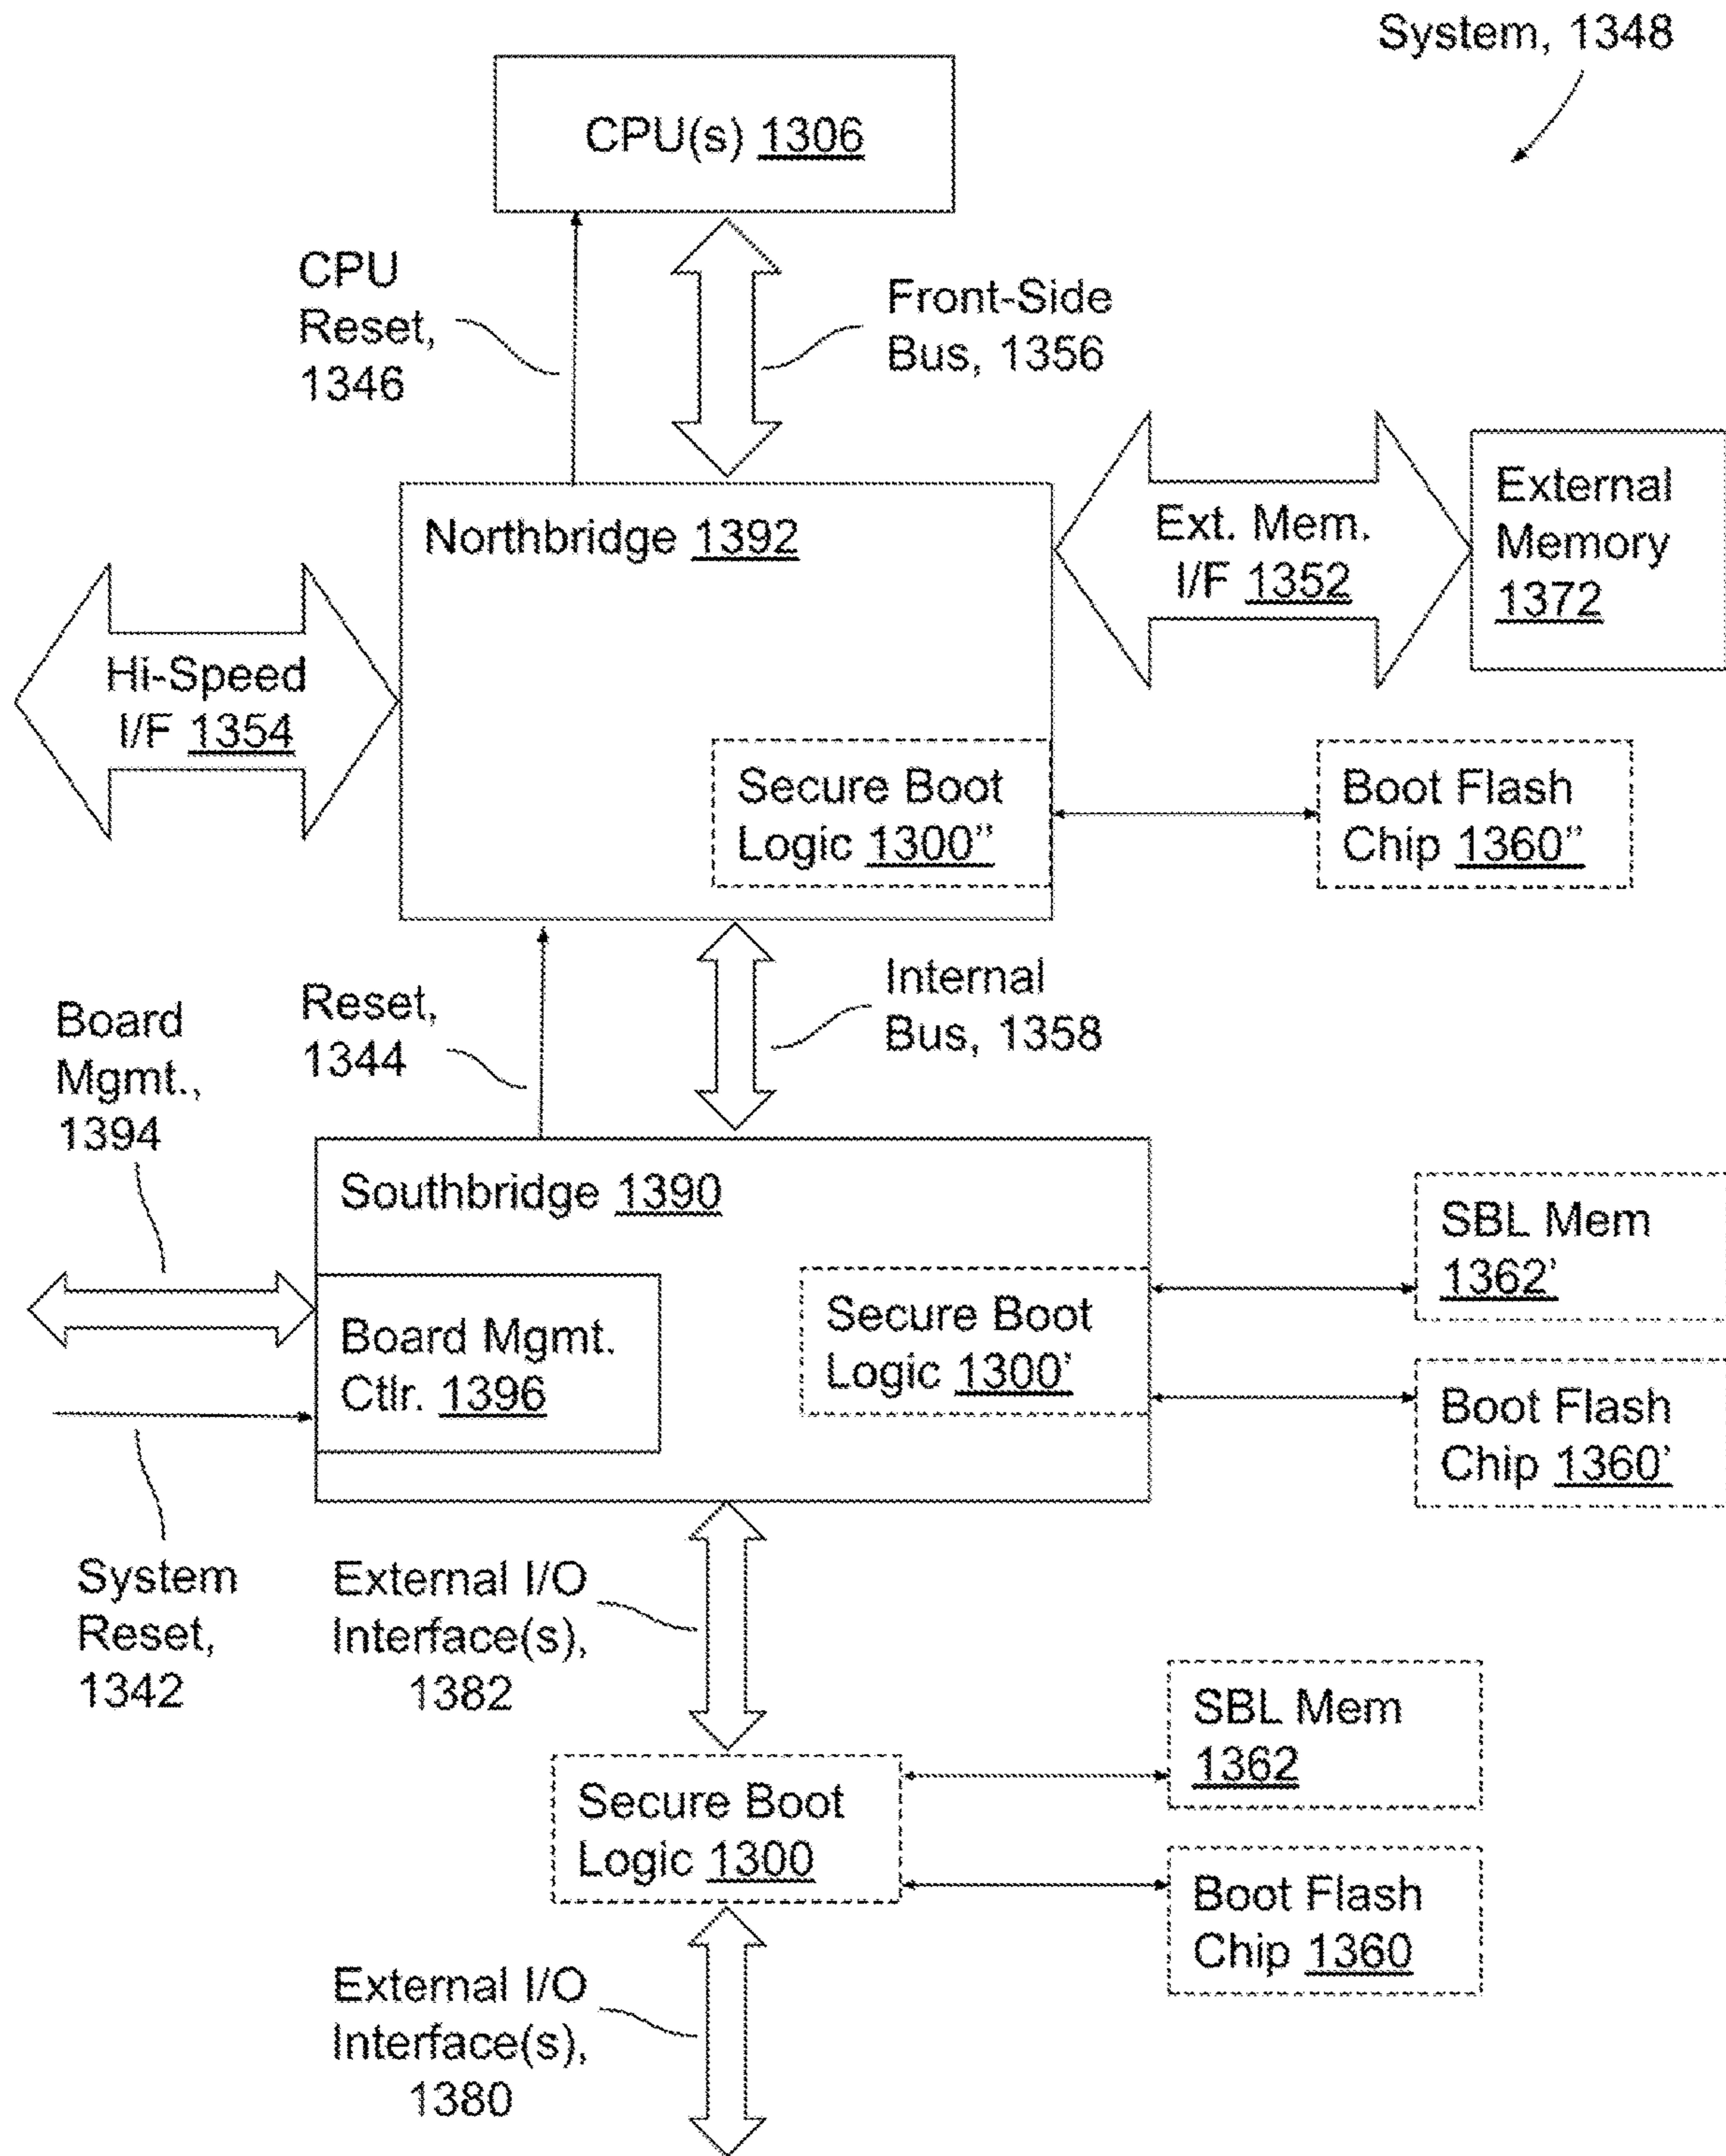 System, 1348
CPU(s) 1306
CPU
Reset,
1346
Front-Side
Bus, 1356
Northbridge 1392
Ext. Mem.
I/F 1352
External
Memory
1372
Hi-Speed
I/F 1354
Secure Boot
Logic 1300”
Boot Flash
Chip 1360”
Reset,
1344
Internal
Bus, 1358
Board
Mgmt.,
1394
Southbridge 1390
Board Mgmt.
Ctlr. 1396
Secure Boot
Logic 1300’
SBL Mem
1362’
Boot Flash
Chip 1360’
System
Reset,
1342
External I/O
Interface(s),
1382
SBL Mem
1362
Secure Boot
Logic 1300
Boot Flash
Chip 1360
External I/O
Interface(s),
1380